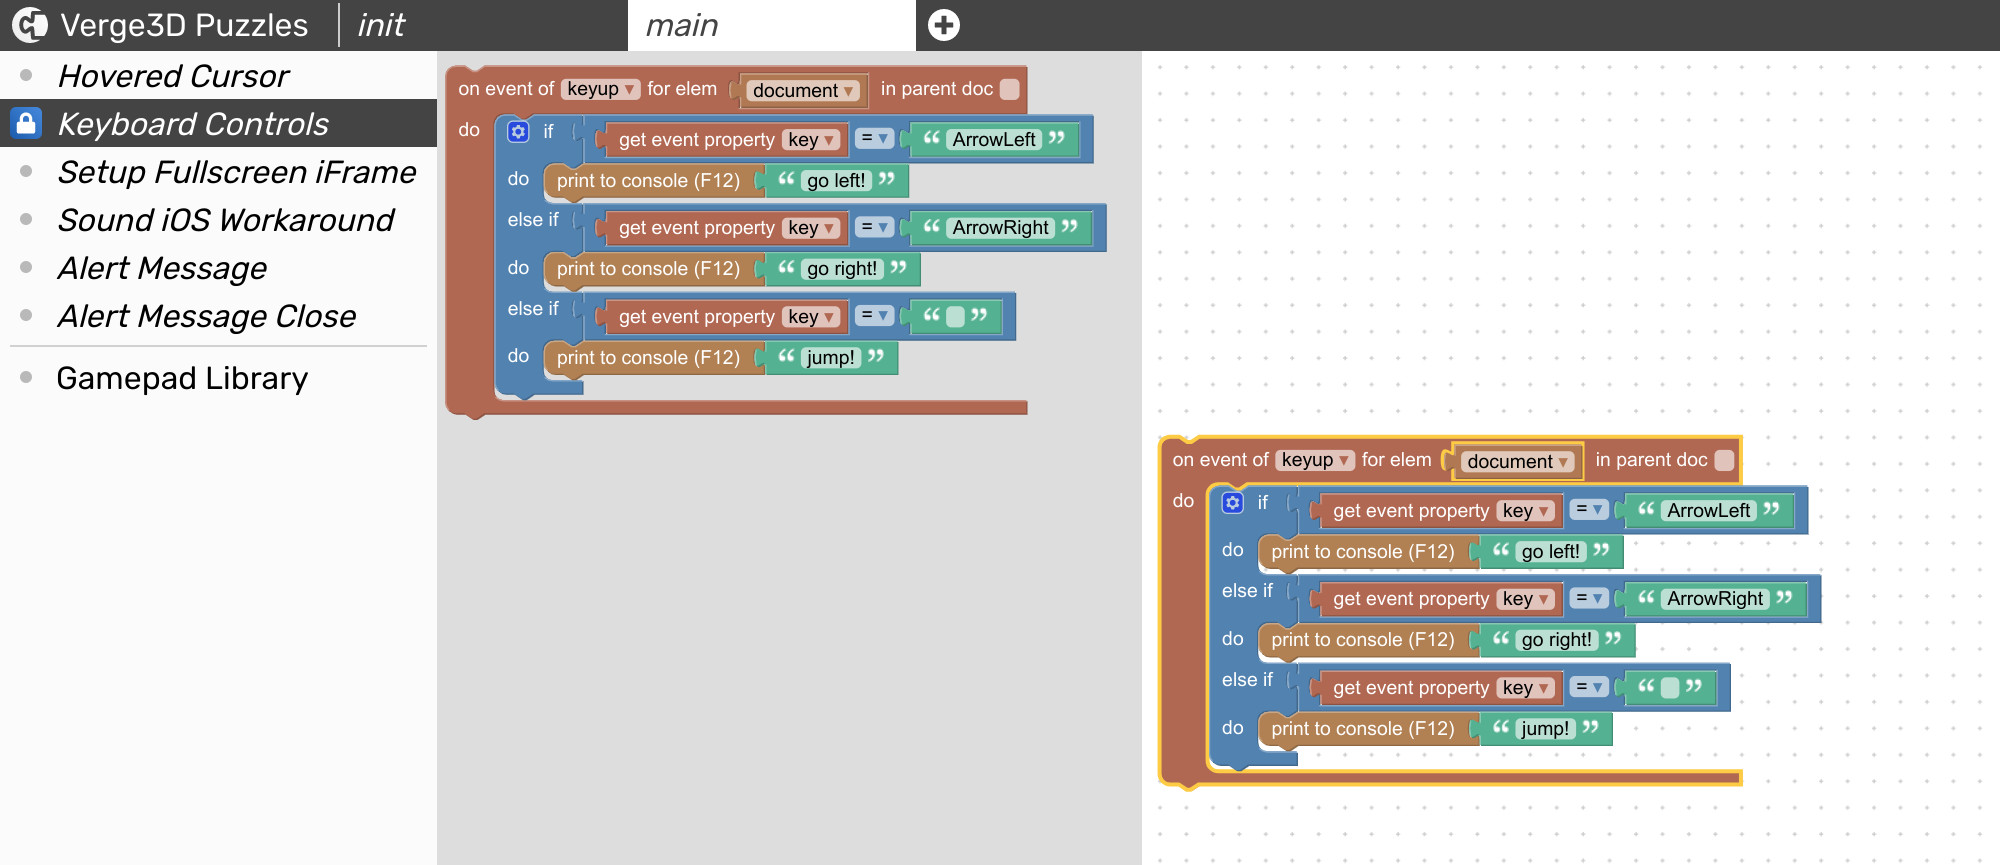 Verge3D Puzzles
init
main
Hovered Cursor
Keyboard Controls
Setup Fullscreen iFrame
Sound iOS Workaround
Alert Message
Alert Message Close
Gamepad Library
on event of keyup ▾ for elem document ▾ in parent doc
do if get event property key ▾ = ▾ “ ArrowLeft ”
do print to console (F12) “ go left! ”
else if get event property key ▾ = ▾ “ ArrowRight ”
do print to console (F12) “ go right! ”
else if get event property key ▾ = ▾ “ ”
do print to console (F12) “ jump! ”
on event of keyup ▾ for elem document ▾ in parent doc
do if get event property key ▾ = ▾ “ ArrowLeft ”
do print to console (F12) “ go left! ”
else if get event property key ▾ = ▾ “ ArrowRight ”
do print to console (F12) “ go right! ”
else if get event property key ▾ = ▾ “ ”
do print to console (F12) “ jump! ”